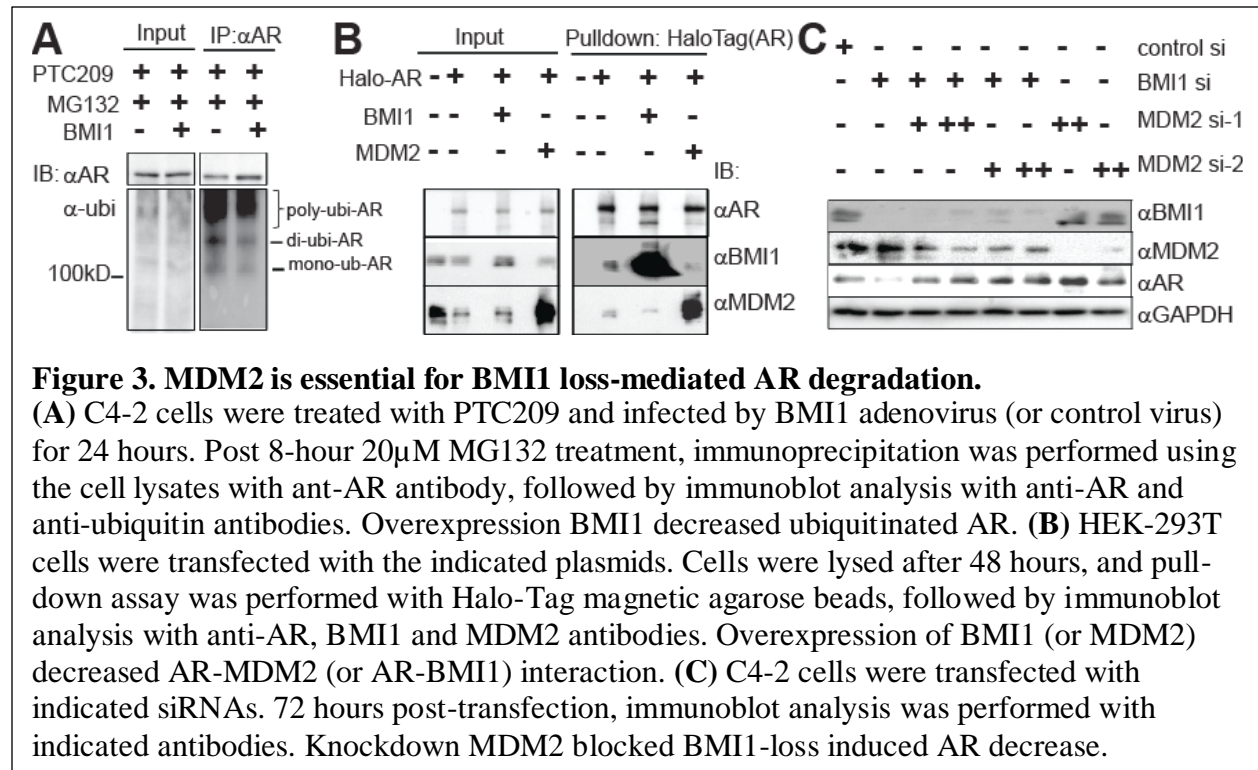 A Input IP:αAR
PTC209 + + + +
MG132 + + + +
BMI1 - + - +
IB: αAR
α-ubi
poly-ubi-AR
di-ubi-AR
mono-ub-AR
100kD
B Input Pulldown: HaloTag(AR)
Halo-AR - + + + - + + +
BMI1 - - + - - +
MDM2 - - + - - +
IB:
αAR
αBMI1
αMDM2
C + - - - - - - - control si
- + + + + + - - BMI1 si
- - + ++ - - ++ - MDM2 si-1
- - - - + ++ - ++ MDM2 si-2
αBMI1
αMDM2
αAR
αGAPDH
Figure 3. MDM2 is essential for BMI1 loss-mediated AR degradation.
(A) C4-2 cells were treated with PTC209 and infected by BMI1 adenovirus (or control virus)
for 24 hours. Post 8-hour 20µM MG132 treatment, immunoprecipitation was performed using
the cell lysates with ant-AR antibody, followed by immunoblot analysis with anti-AR and
anti-ubiquitin antibodies. Overexpression BMI1 decreased ubiquitinated AR. (B) HEK-293T
cells were transfected with the indicated plasmids. Cells were lysed after 48 hours, and pull-
down assay was performed with Halo-Tag magnetic agarose beads, followed by immunoblot
analysis with anti-AR, BMI1 and MDM2 antibodies. Overexpression of BMI1 (or MDM2)
decreased AR-MDM2 (or AR-BMI1) interaction. (C) C4-2 cells were transfected with
indicated siRNAs. 72 hours post-transfection, immunoblot analysis was performed with
indicated antibodies. Knockdown MDM2 blocked BMI1-loss induced AR decrease.